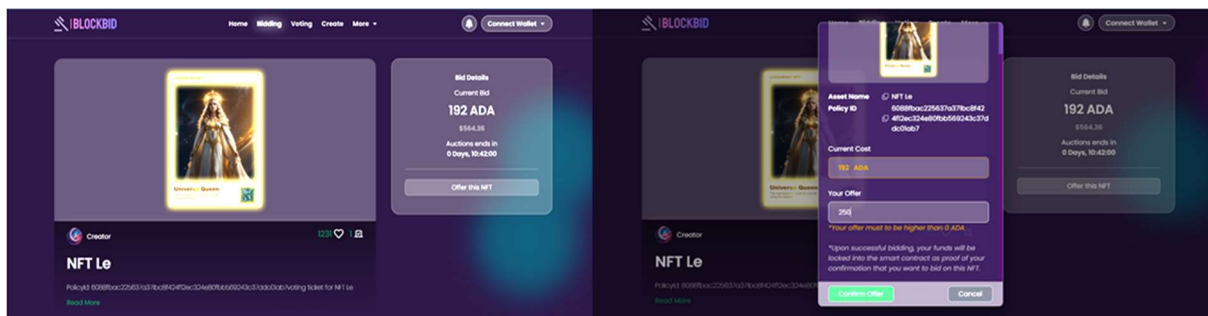 BLOCKBID
Home Bidding Voting Create More
Connect Wallet
Universe Queen
Creator
1231 1
NFT Le
Read More
Bid Details
Current Bid
192 ADA
$564.36
Auctions ends in
0 Days, 10:42:00
Offer this NFT
BLOCKBID
Connect Wallet
Universe Queen
Creator
NFT Le
Read More
Asset Name NFT Le
Policy ID
Current Cost
192 ADA
Your Offer
250
*Your offer must to be higher than 0 ADA
*Upon successful bidding, your funds will be
locked into the smart contract as proof of your
confirmation that you want to bid on this NFT.
Confirm Offer Cancel
Bid Details
Current Bid
192 ADA
$564.36
Auctions ends in
0 Days, 10:42:00
Offer this NFT